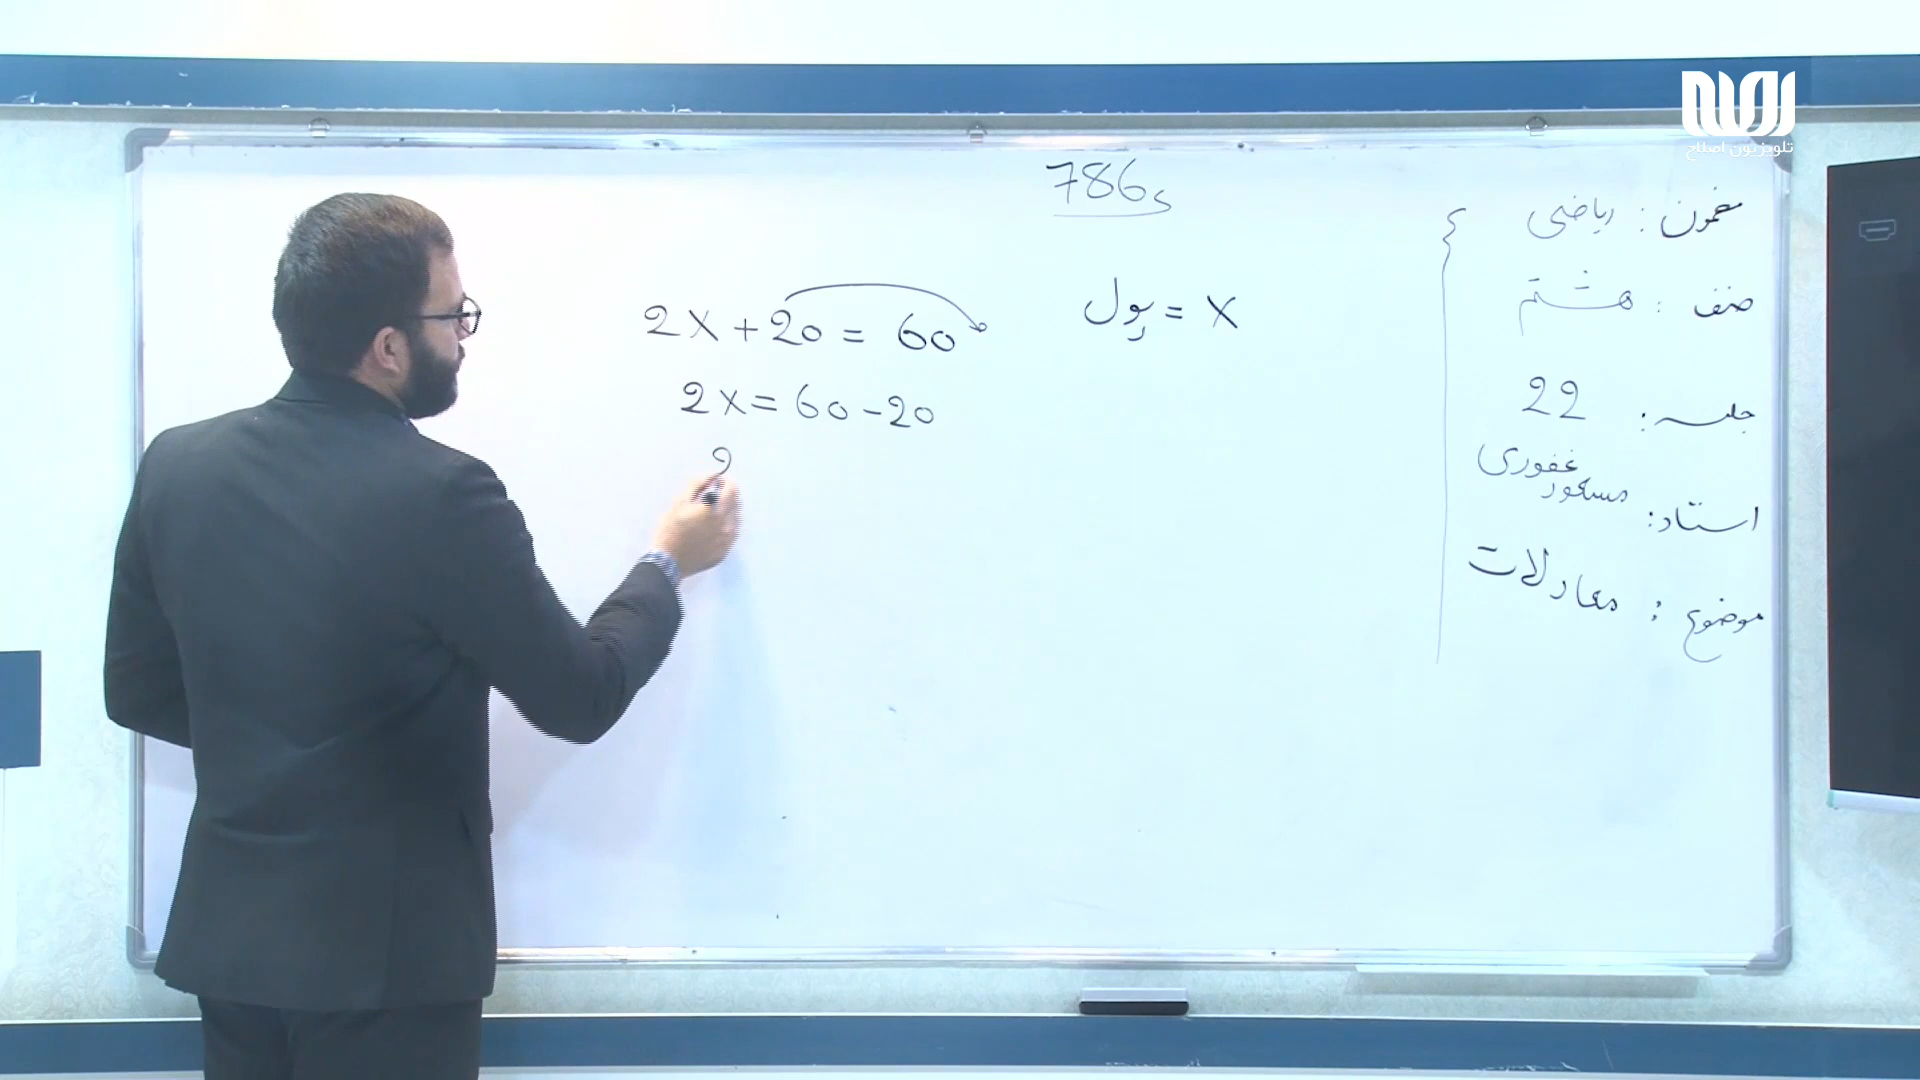 تلویزیون اصلاح
786
مضمون : ریاضی
صنف : هشتم
جلسه : 22
استاد : مسعود غفوری
موضوع : معادلات
پول = x
2x + 20 = 60
2x = 60 - 20
2